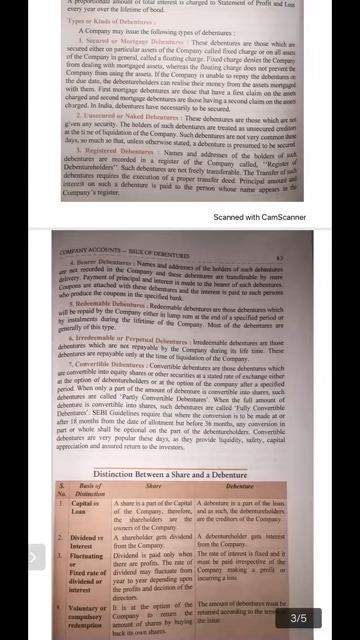 A proportionate amount of total interest is charged to Statement of Profit and Loss
every year over the lifetime of bond.
Types or Kinds of Debentures :
A Company may issue the following types of debentures :
1. Secured or Mortgage Debentures : These debentures are those which are
secured either on particular assets of the Company called fixed charge or on all assets
of the Company in general, called a floating charge. Fixed charge denies the Company
from dealing with mortgaged assets, whereas the floating charge does not prevent the
Company from using the assets. If the Company is unable to repay the debentures on
the due date, the debentureholders can realise their money from the assets mortgaged
with them. First mortgage debentures are those that have a first claim on the assets
charged and second mortgage debentures are those having a second claim on the assets
charged. In India, debentures have necessarily to be secured.
2. Unsecured or Naked Debentures : These debentures are those which are not
given any security. The holders of such debentures are treated as unsecured creditors
at the time of liquidation of the Company. Such debentures are not very common these
days, so much so that, unless otherwise stated, a debenture is presumed to be secured.
3. Registered Debentures : Names and addresses of the holders of such
debentures are recorded in a register of the Company called, "Register of
Debentureholders". Such debentures are not freely transferable. The Transfer of such
debentures requires the execution of a proper transfer deed. Principal amount and
interest on such a debenture is paid to the person whose name appears in the
Company's register.
Scanned with CamScanner
COMPANY ACCOUNTS — ISSUE OF DEBENTURES
4. Bearer Debentures : Names and addresses of the holders of such debentures
are not recorded in the Company and these debentures are transferable by mere
delivery. Payment of principal and interest is made to the bearer of such debentures.
Coupons are attached with these debentures and the interest is paid to such persons
who produce the coupons in the specified bank.
5. Redeemable Debentures : Redeemable debentures are those debentures which
will be repaid by the Company either in lump sum at the end of a specified period or
by instalments during the lifetime of the Company. Most of the debentures are
generally of this type.
6. Irredeemable or Perpetual Debentures : Irredeemable debentures are those
debentures which are not repayable by the Company during its life time. These
debentures are repayable only at the time of liquidation of the Company.
7. Convertible Debentures : Convertible debentures are those debentures which
are convertible into equity shares or other securities at a stated rate of exchange either
at the option of debentureholders or at the option of the company after a specified
period. When only a part of the amount of debenture is convertible into shares, such
debentures are called 'Partly Convertible Debentures'. When the full amount of
debenture is convertible into shares, such debentures are called 'Fully Convertible
Debentures'. SEBI Guidelines require that where the conversion is to be made at or
after 18 months from the date of allotment but before 36 months, any conversion in
part or whole shall be optional on the part of the debentureholders. Convertible
debentures are very popular these days, as they provide liquidity, safety, capital
appreciation and assured return to the investors.
Distinction Between a Share and a Debenture
S. No. Basis of Distinction Share Debenture
1. Capital vs Loan
A share is a part of the Capital
of the Company, therefore,
the shareholders are the
owners of the Company.
A debenture is a part of the loan
and as such, the debentureholders
are the creditors of the Company.
2. Dividend vs Interest
A shareholder gets dividend
from the Company.
A debentureholder gets interest
from the Company.
3. Fluctuating or Fixed rate of dividend or interest
Dividend is paid only when
there are profits. The rate of
dividend may fluctuate from
year to year depending upon
the profits and decision of the
directors.
The rate of interest is fixed and it
must be paid irrespective of the
Company making a profit or
incurring a loss.
Voluntary or compulsory redemption
It is at the option of the
Company to return the
amount of shares by buying
back its own shares.
The amount of debentures must be
returned according to the terms of
the issue.
3/5